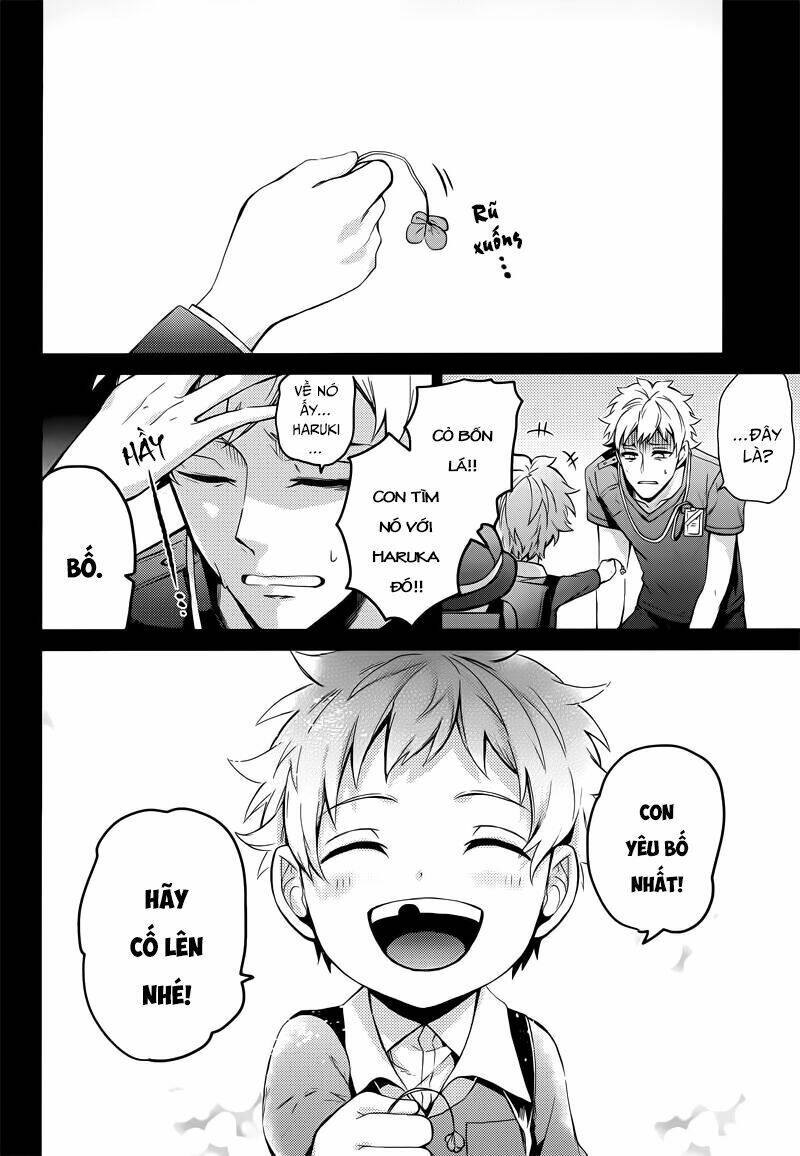 Rũ
xuống
...
...ĐÂY
LÀ?
CỎ BỐN
LÁ!!
CON TÌM
NÓ VỚI
HARUKA
ĐÓ!!
VỀ NÓ
ẤY...
HARUKI
...
HẦY
...
BỐ.
CON
YÊU BỐ
NHẤT!
HÃY
CỐ LÊN
NHÉ!